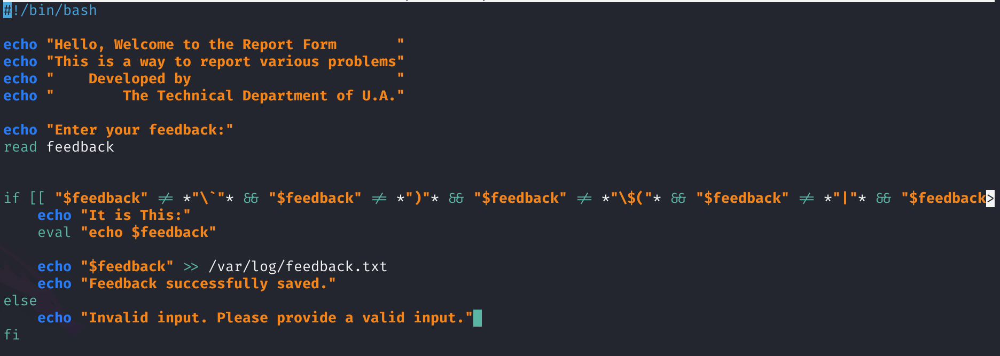 #!/bin/bash
echo "Hello, Welcome to the Report Form       "
echo "This is a way to report various problems"
echo "    Developed by                        "
echo "        The Technical Department of U.A."
echo "Enter your feedback:"
read feedback
if [[ "$feedback" != *"\`"* && "$feedback" != *")"* && "$feedback" != *"\$("* && "$feedback" != *"|"* && "$feedback>
    echo "It is This:"
    eval "echo $feedback"
    echo "$feedback" >> /var/log/feedback.txt
    echo "Feedback successfully saved."
else
    echo "Invalid input. Please provide a valid input."
fi